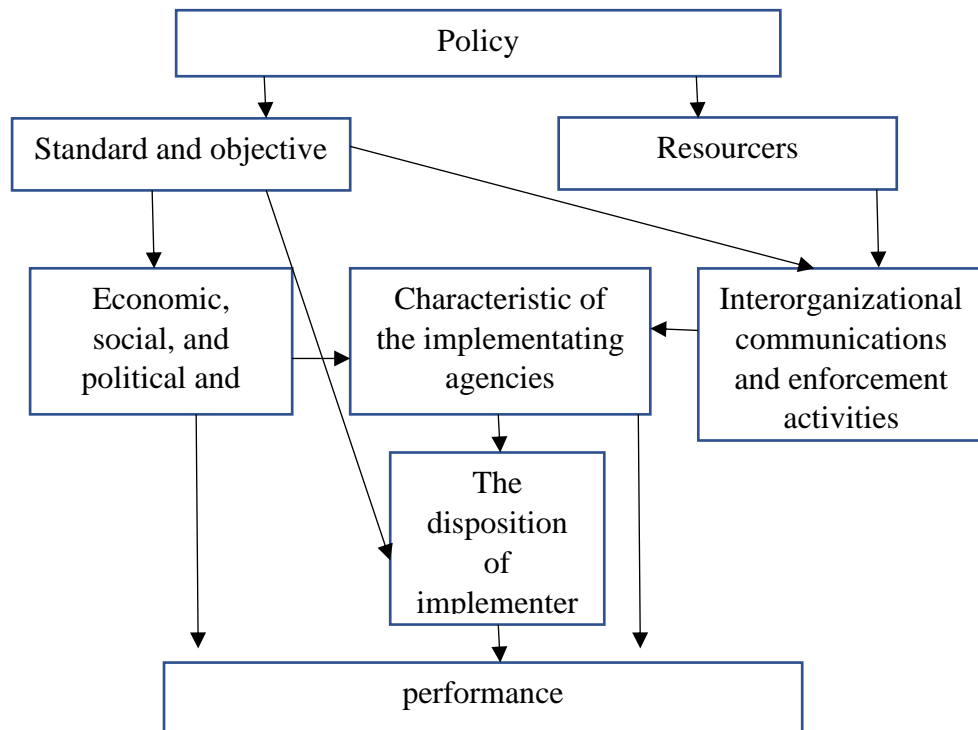 Policy
Standard and objective
Resourcers
Economic,
social, and
political and
Characteristic of
the implementating
agencies
Interorganizational
communications
and enforcement
activities
The
disposition
of
implementer
performance